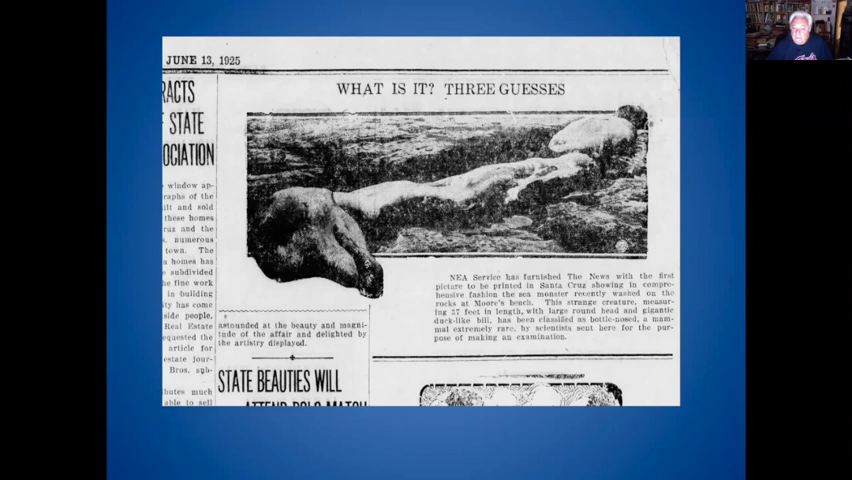 JUNE 13, 1925
RACTS
STATE
OCIATION
window ap-
raphs of the
ilt and sold
these homes
ruz and the
s. numerous
town. The
n homes has
subdivided
he fine work
in building
ity has come
side people,
Real Estate
equested the
article for
estate jour-
Bros. sub-
butes much
able to sell
WHAT IS IT? THREE GUESSES
NEA Service has furnished The News with the first
picture to be printed in Santa Cruz showing in compre-
hensive fashion the sea monster recently washed on the
rocks at Moore's beach. This strange creature, measur-
ing 37 feet in length, with large round head and gigantic
duck-like bill, has been classified as bottle-nosed, a mam-
mal extremely rare, by scientists sent here for the pur-
pose of making an examination.
astounded at the beauty and magni-
tude of the affair and delighted by
the artistry displayed.
STATE BEAUTIES WILL
ATTEND POLO MATCH